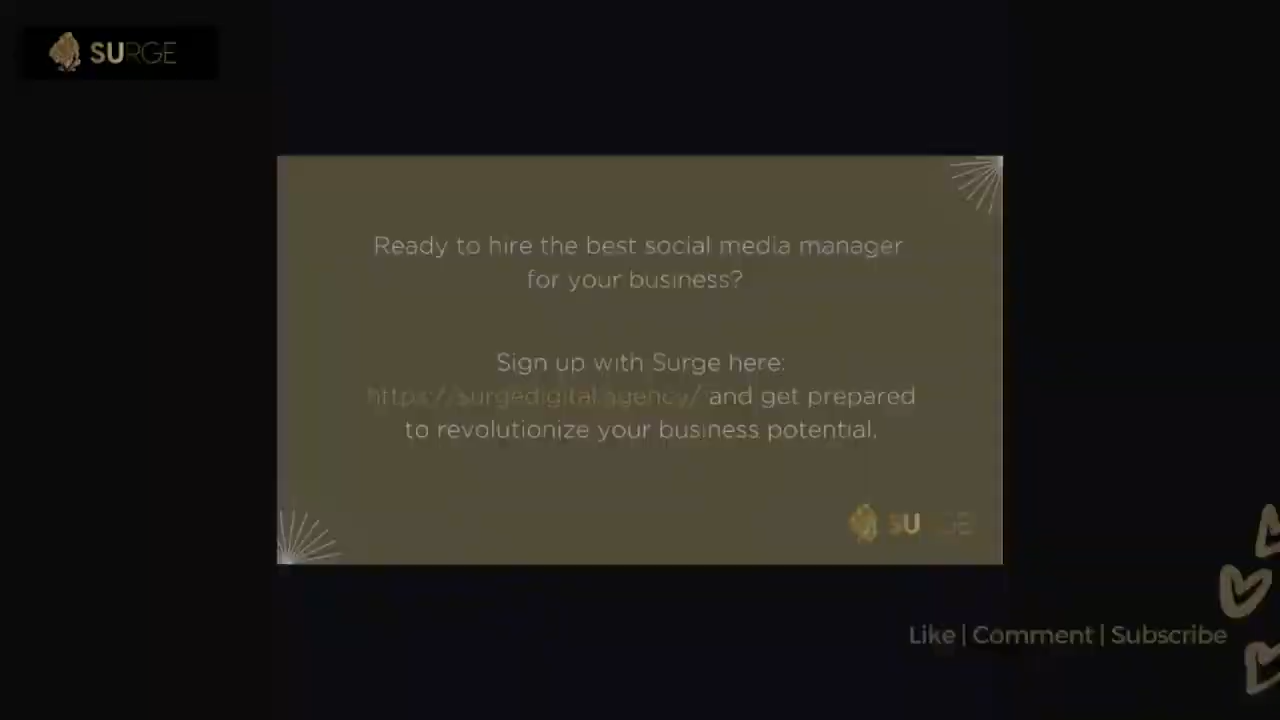 SURGE
Ready to hire the best social media manager
for your business?
Sign up with Surge here:
https://surgedigital.agency/ and get prepared
to revolutionize your business potential.
SURGE
Like | Comment | Subscribe